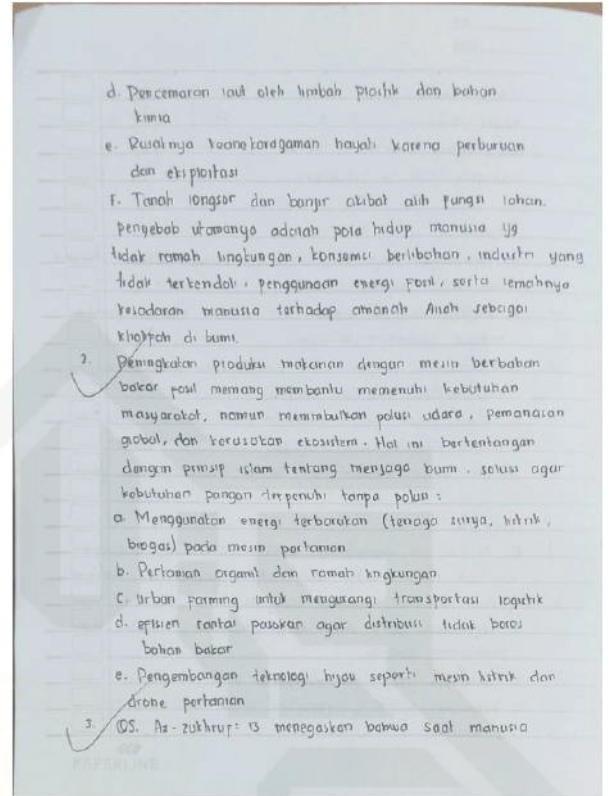 d. Pencemaran laut oleh limbah plastik dan bahan
kimia
e. Rusaknya keanekaragaman hayati karena perburuan
dan eksploitasi
F. Tanah longsor dan banjir akibat alih fungsi lahan.
Penyebab utamanya adalah pola hidup manusia yg
tidak ramah lingkungan, konsumsi berlebihan, industri yang
tidak terkendali, penggunaan energi fosil, serta lemahnya
kesadaran manusia terhadap amanah Allah sebagai
khalifah di bumi.
2. Peningkatan produksi makanan dengan mesin berbahan
bakar fosil memang membantu memenuhi kebutuhan
masyarakat, namun menimbulkan polusi udara, pemanasan
global, dan kerusakan ekosistem. Hal ini bertentangan
dengan prinsip islam tentang menjaga bumi. solusi agar
kebutuhan pangan terpenuhi tanpa polusi :
a. Menggunakan energi terbarukan (tenaga surya, listrik,
biogas) pada mesin pertanian
b. Pertanian organik dan ramah lingkungan
C. Urban farming untuk mengurangi transportasi logistik
d. efisien rantai pasokan agar distribusi tidak boros
bahan bakar
e. Pengembangan teknologi hijau seperti mesin listrik dan
drone pertanian
3. QS. Az-zukhruf: 13 menegaskan bahwa saat manusia
PAPERLINE